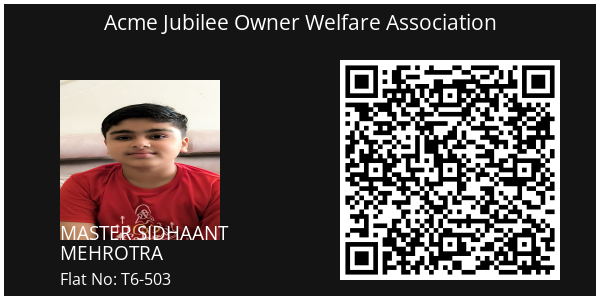 Acme Jubilee Owner Welfare Association
MASTER SIDHAANT
MEHROTRA
Flat No: T6-503